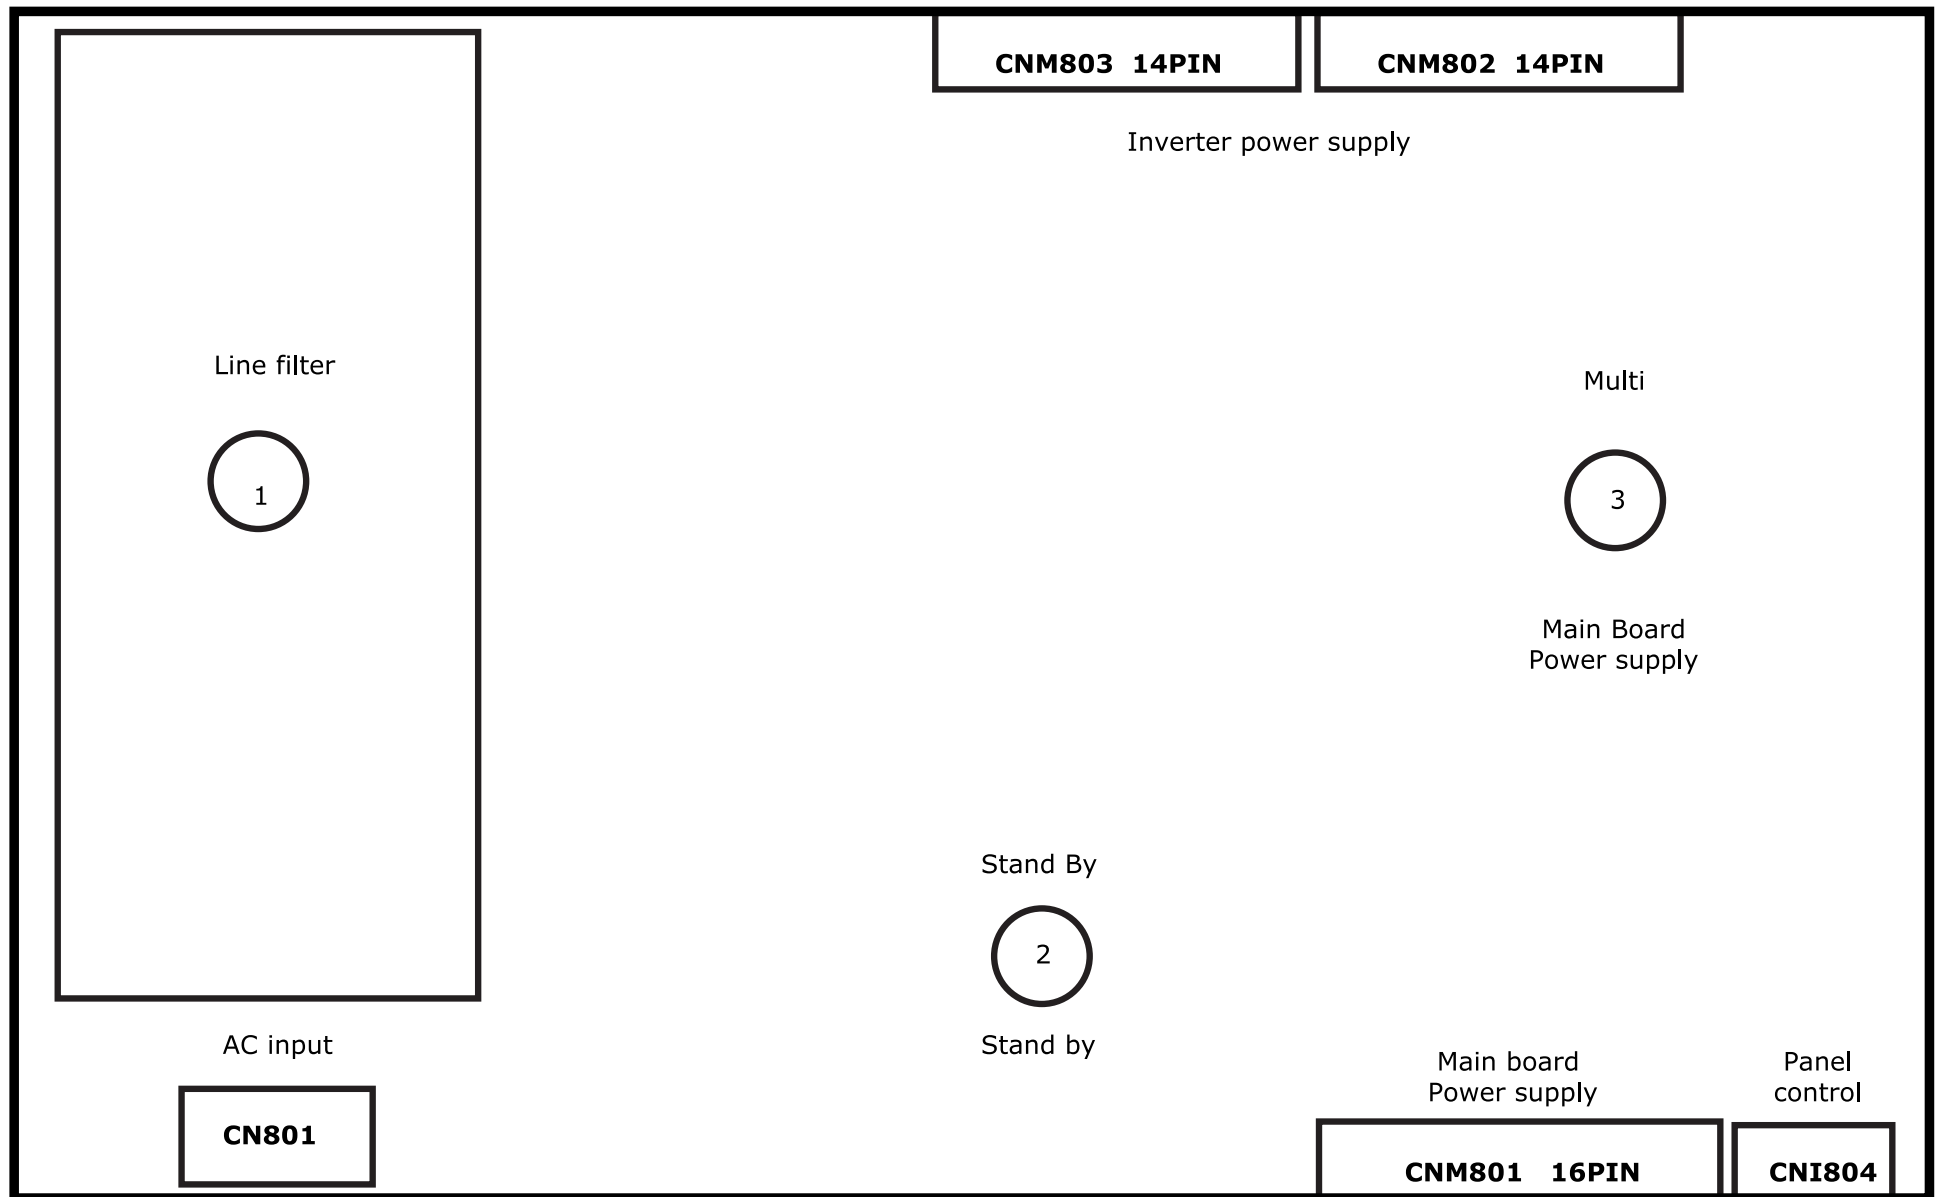 CNM803 14PIN
CNM802 14PIN
Inverter power supply
Line filter
1
Multi
3
Main Board
Power supply
Stand By
2
Stand by
AC input
CN801
Main board
Power supply
CNM801 16PIN
Panel
control
CNI804